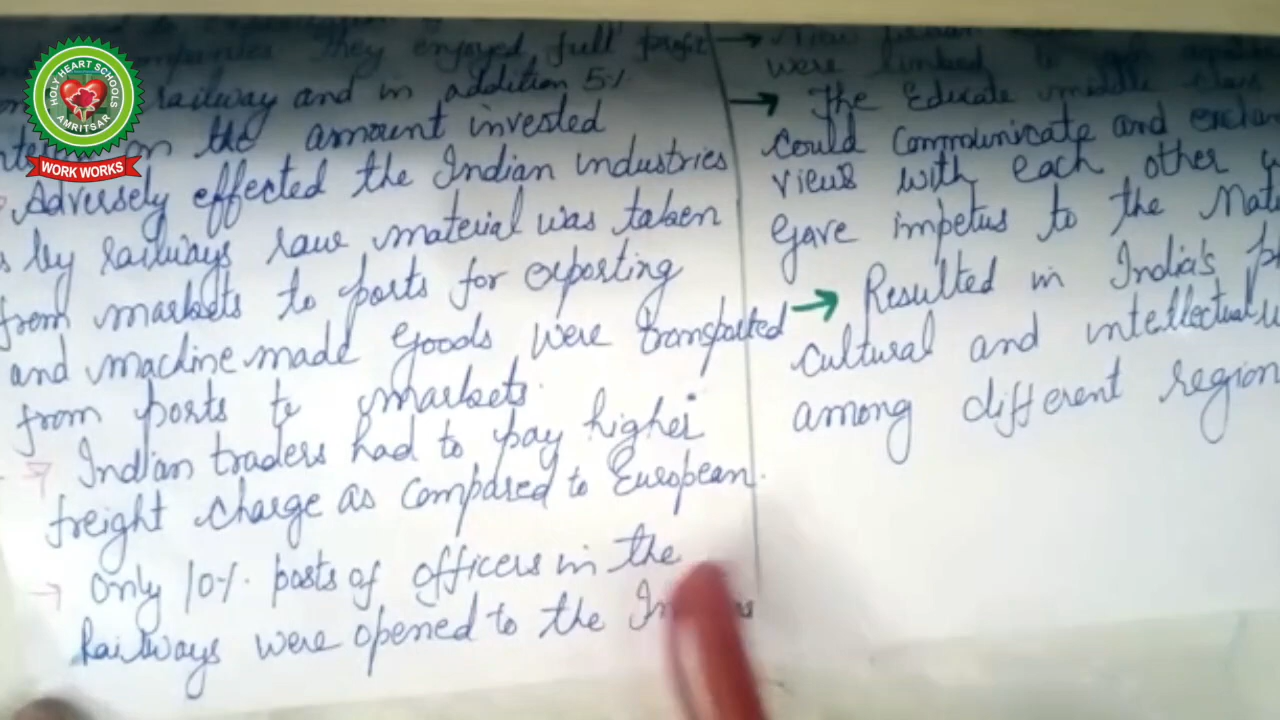 HOLY HEART SCHOOLS
AMRITSAR
WORK WORKS
They enjoyed full profit
railway and in addition 5%
on the amount invested
Adversely effected the Indian industries
by railways raw material was taken
from markets to ports for exporting
and machine made goods were transported
from ports to markets.
→ Indian traders had to pay higher
freight charge as compared to European.
→ Only 10% posts of officers in the
Railways were opened to the
→
were linked
→ The Educate middle class
could communicate and
views with each other
gave impetus to the
→ Resulted in India's
cultural and intellectual
among different region